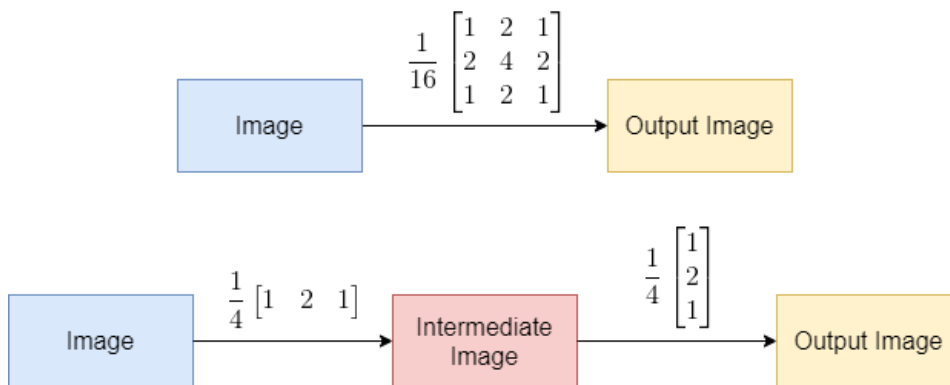 1/16 [1 2 1
2 4 2
1 2 1]
Image
Output Image
1/4 [1 2 1]
1/4 [1
2
1]
Image
Intermediate
Image
Output Image